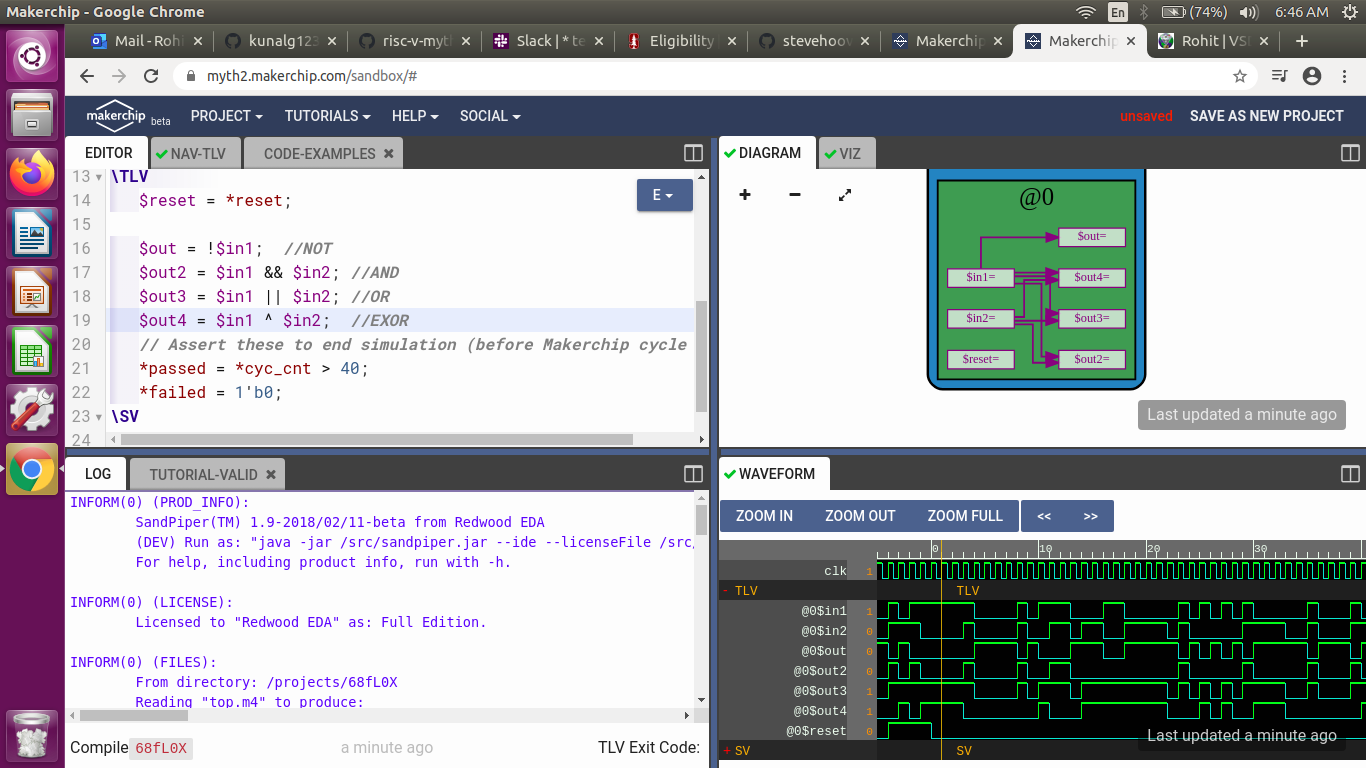 Makerchip - Google Chrome
En (74%) 6:46 AM
Mail - Rohi
kunalg123
risc-v-myth
Slack | * te
Eligibility
stevehoov
Makerchip
Makerchip
Rohit | VSI
myth2.makerchip.com/sandbox/#
makerchip beta PROJECT TUTORIALS HELP SOCIAL unsaved SAVE AS NEW PROJECT
EDITOR NAV-TLV CODE-EXAMPLES
13 \TLV
14 $reset = *reset;
15
16 $out = !$in1; //NOT
17 $out2 = $in1 && $in2; //AND
18 $out3 = $in1 || $in2; //OR
19 $out4 = $in1 ^ $in2; //EXOR
20 // Assert these to end simulation (before Makerchip cycle
21 *passed = *cyc_cnt > 40;
22 *failed = 1'b0;
23 \SV
24
E
DIAGRAM VIZ
@0
$out=
$in1= $out4=
$in2= $out3=
$reset= $out2=
Last updated a minute ago
LOG TUTORIAL-VALID
INFORM(0) (PROD_INFO):
SandPiper(TM) 1.9-2018/02/11-beta from Redwood EDA
(DEV) Run as: "java -jar /src/sandpiper.jar --ide --licenseFile /src/
For help, including product info, run with -h.
INFORM(0) (LICENSE):
Licensed to "Redwood EDA" as: Full Edition.
INFORM(0) (FILES):
From directory: /projects/68fL0X
Reading "top.m4" to produce:
Compile 68fL0X a minute ago TLV Exit Code:
WAVEFORM
ZOOM IN ZOOM OUT ZOOM FULL << >>
0 10 20 30
clk 1
- TLV TLV
@0$in1 1
@0$in2 0
@0$out 0
@0$out2 0
@0$out3 1
@0$out4 1
@0$reset 0
+ SV SV
Last updated a minute ago